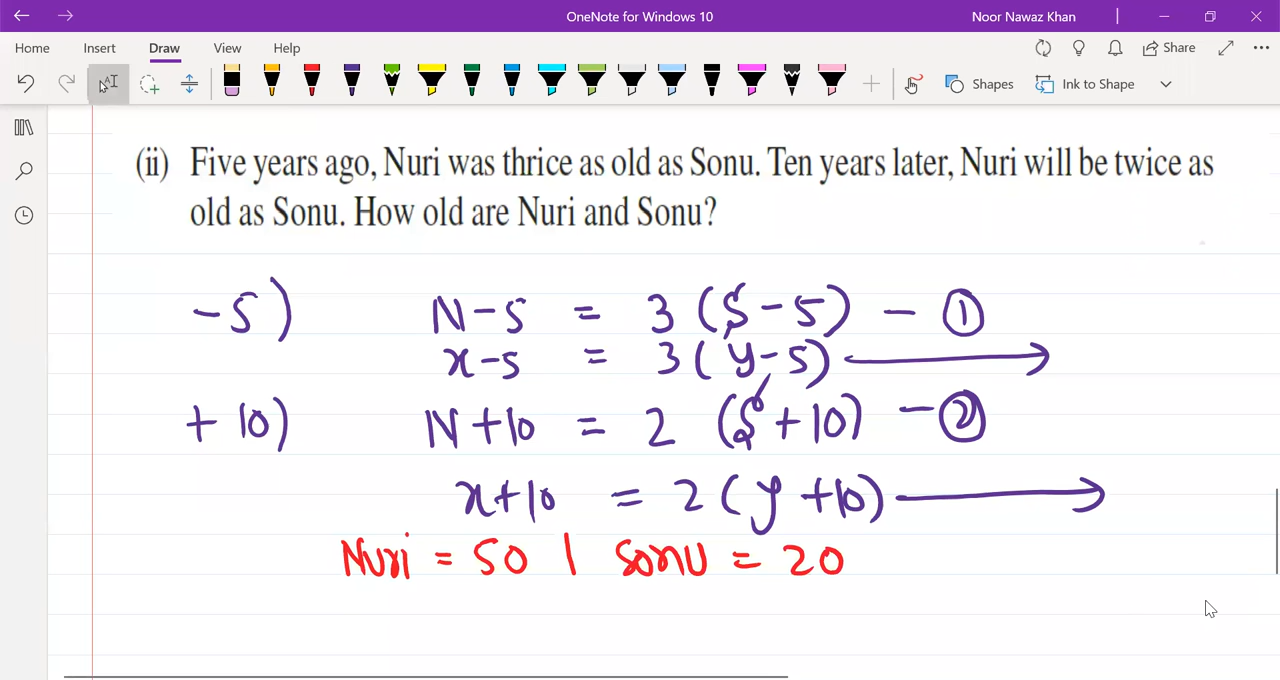 OneNote for Windows 10
Noor Nawaz Khan
Home Insert Draw View Help
Share
Shapes Ink to Shape
(ii) Five years ago, Nuri was thrice as old as Sonu. Ten years later, Nuri will be twice as
old as Sonu. How old are Nuri and Sonu?
-5) N-5 = 3 (S-5) - ①
x-5 = 3(y-5)
+10) N+10 = 2 (S+10) - ②
x+10 = 2(y+10)
Nuri = 50 | Sonu = 20